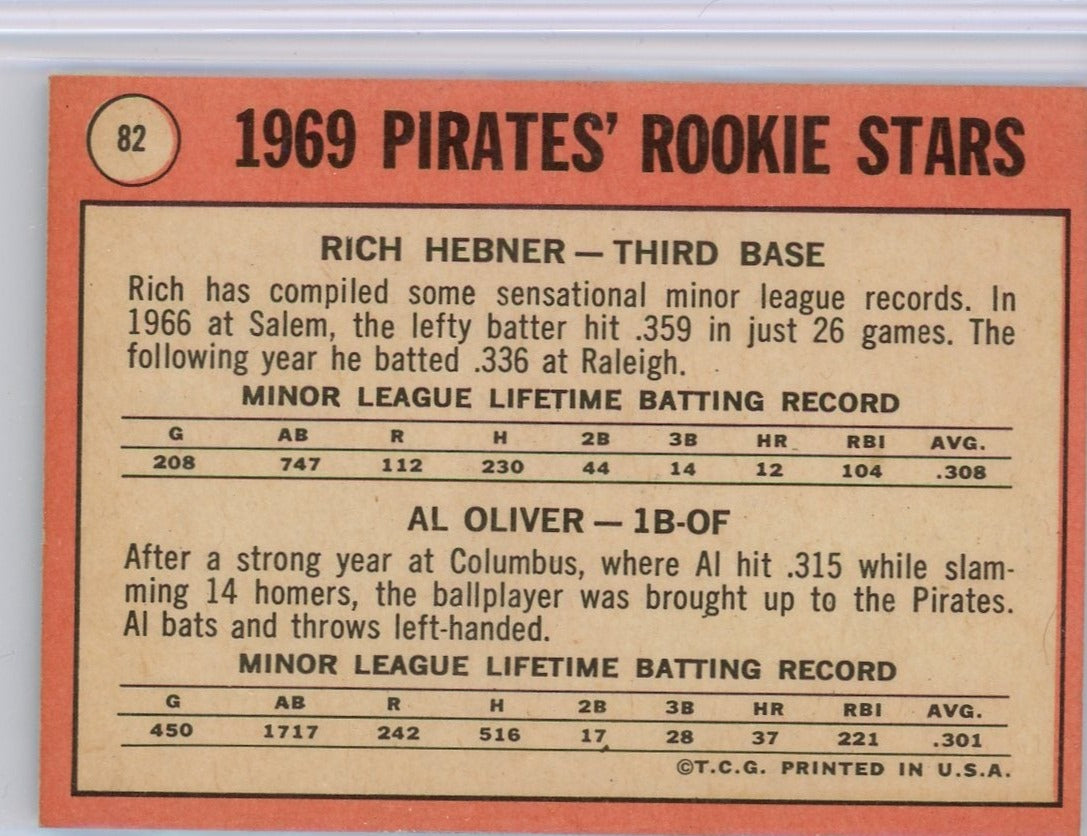 82
1969 PIRATES' ROOKIE STARS
RICH HEBNER — THIRD BASE
Rich has compiled some sensational minor league records. In
1966 at Salem, the lefty batter hit .359 in just 26 games. The
following year he batted .336 at Raleigh.
MINOR LEAGUE LIFETIME BATTING RECORD
G AB R H 2B 3B HR RBI AVG.
208 747 112 230 44 14 12 104 .308
AL OLIVER — 1B-OF
After a strong year at Columbus, where Al hit .315 while slam-
ming 14 homers, the ballplayer was brought up to the Pirates.
Al bats and throws left-handed.
MINOR LEAGUE LIFETIME BATTING RECORD
G AB R H 2B 3B HR RBI AVG.
450 1717 242 516 17 28 37 221 .301
©T.C.G. PRINTED IN U.S.A.